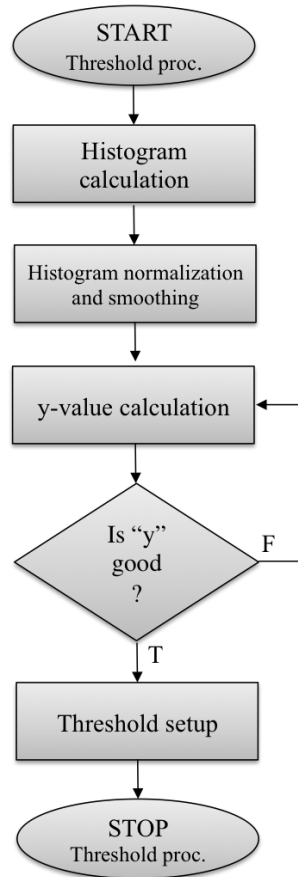 START
Threshold proc.
Histogram
calculation
Histogram normalization
and smoothing
y-value calculation
Is “y”
good
?
F
T
Threshold setup
STOP
Threshold proc.